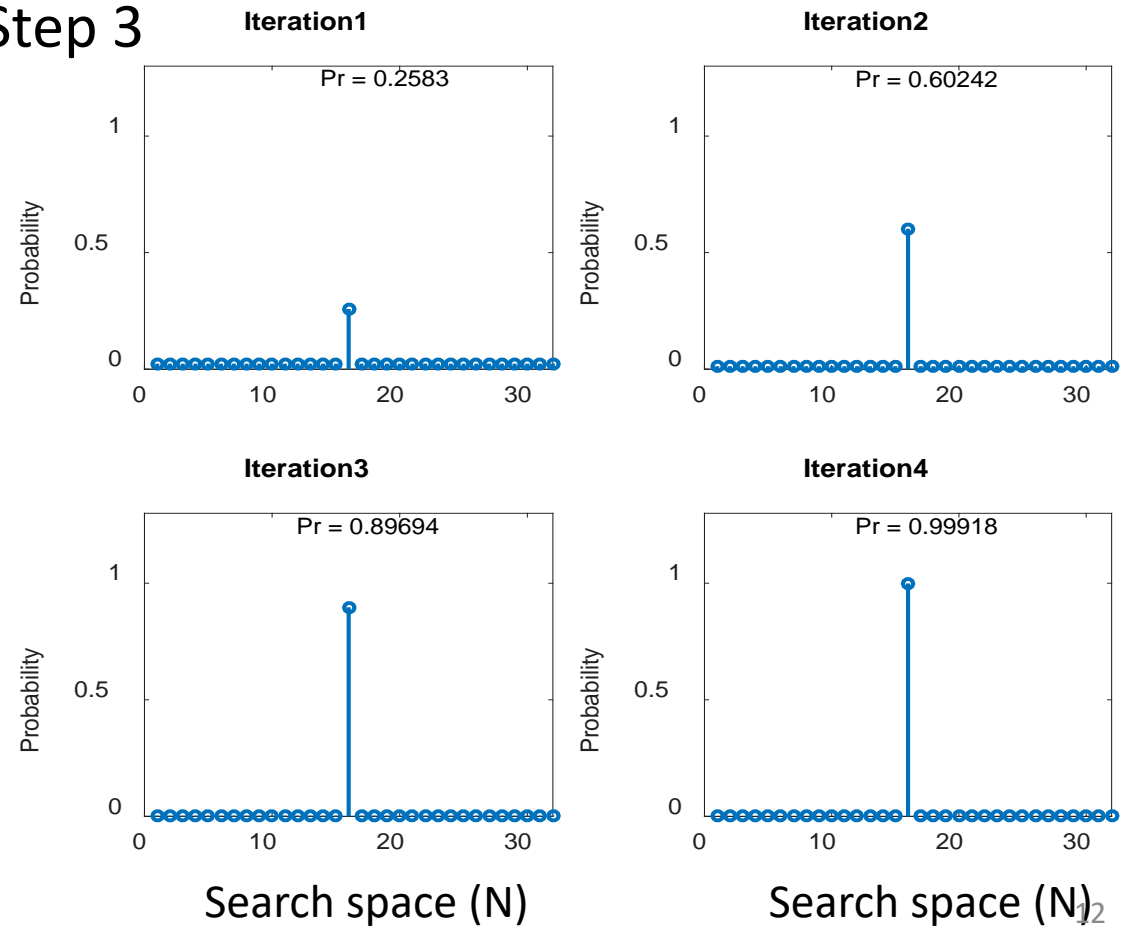 Step 3
Iteration1
Pr = 0.2583
1
0.5
0
Probability
0 10 20 30
Iteration2
Pr = 0.60242
1
0.5
0
Probability
0 10 20 30
Iteration3
Pr = 0.89694
1
0.5
0
Probability
0 10 20 30
Search space (N)
Iteration4
Pr = 0.99918
1
0.5
0
Probability
0 10 20 30
Search space (N)
12